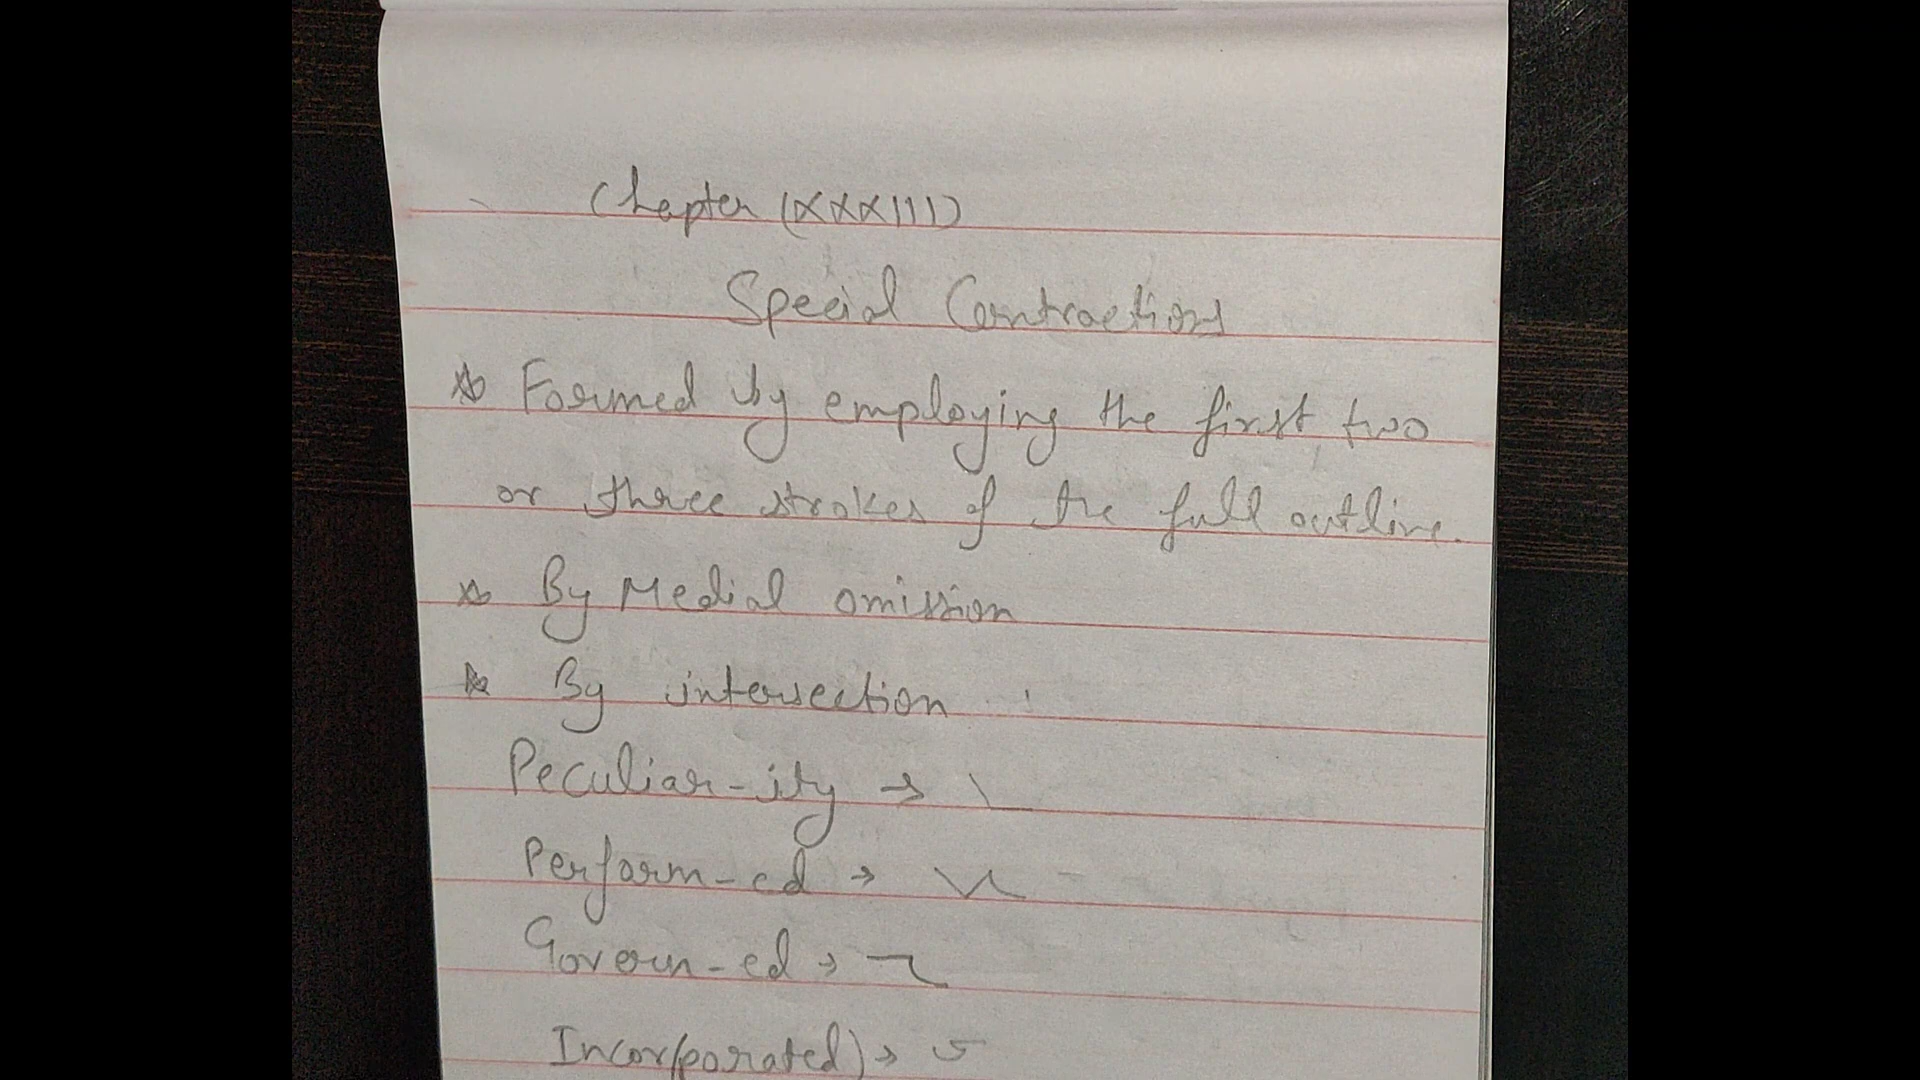 Chapter (XXXIII)
Special Contractions
Formed by employing the first two
or three strokes of the full outline.
By Medial omission
By intersection
Peculiar-ity →
Perform-ed →
Govern-ed →
Incor(porated) →